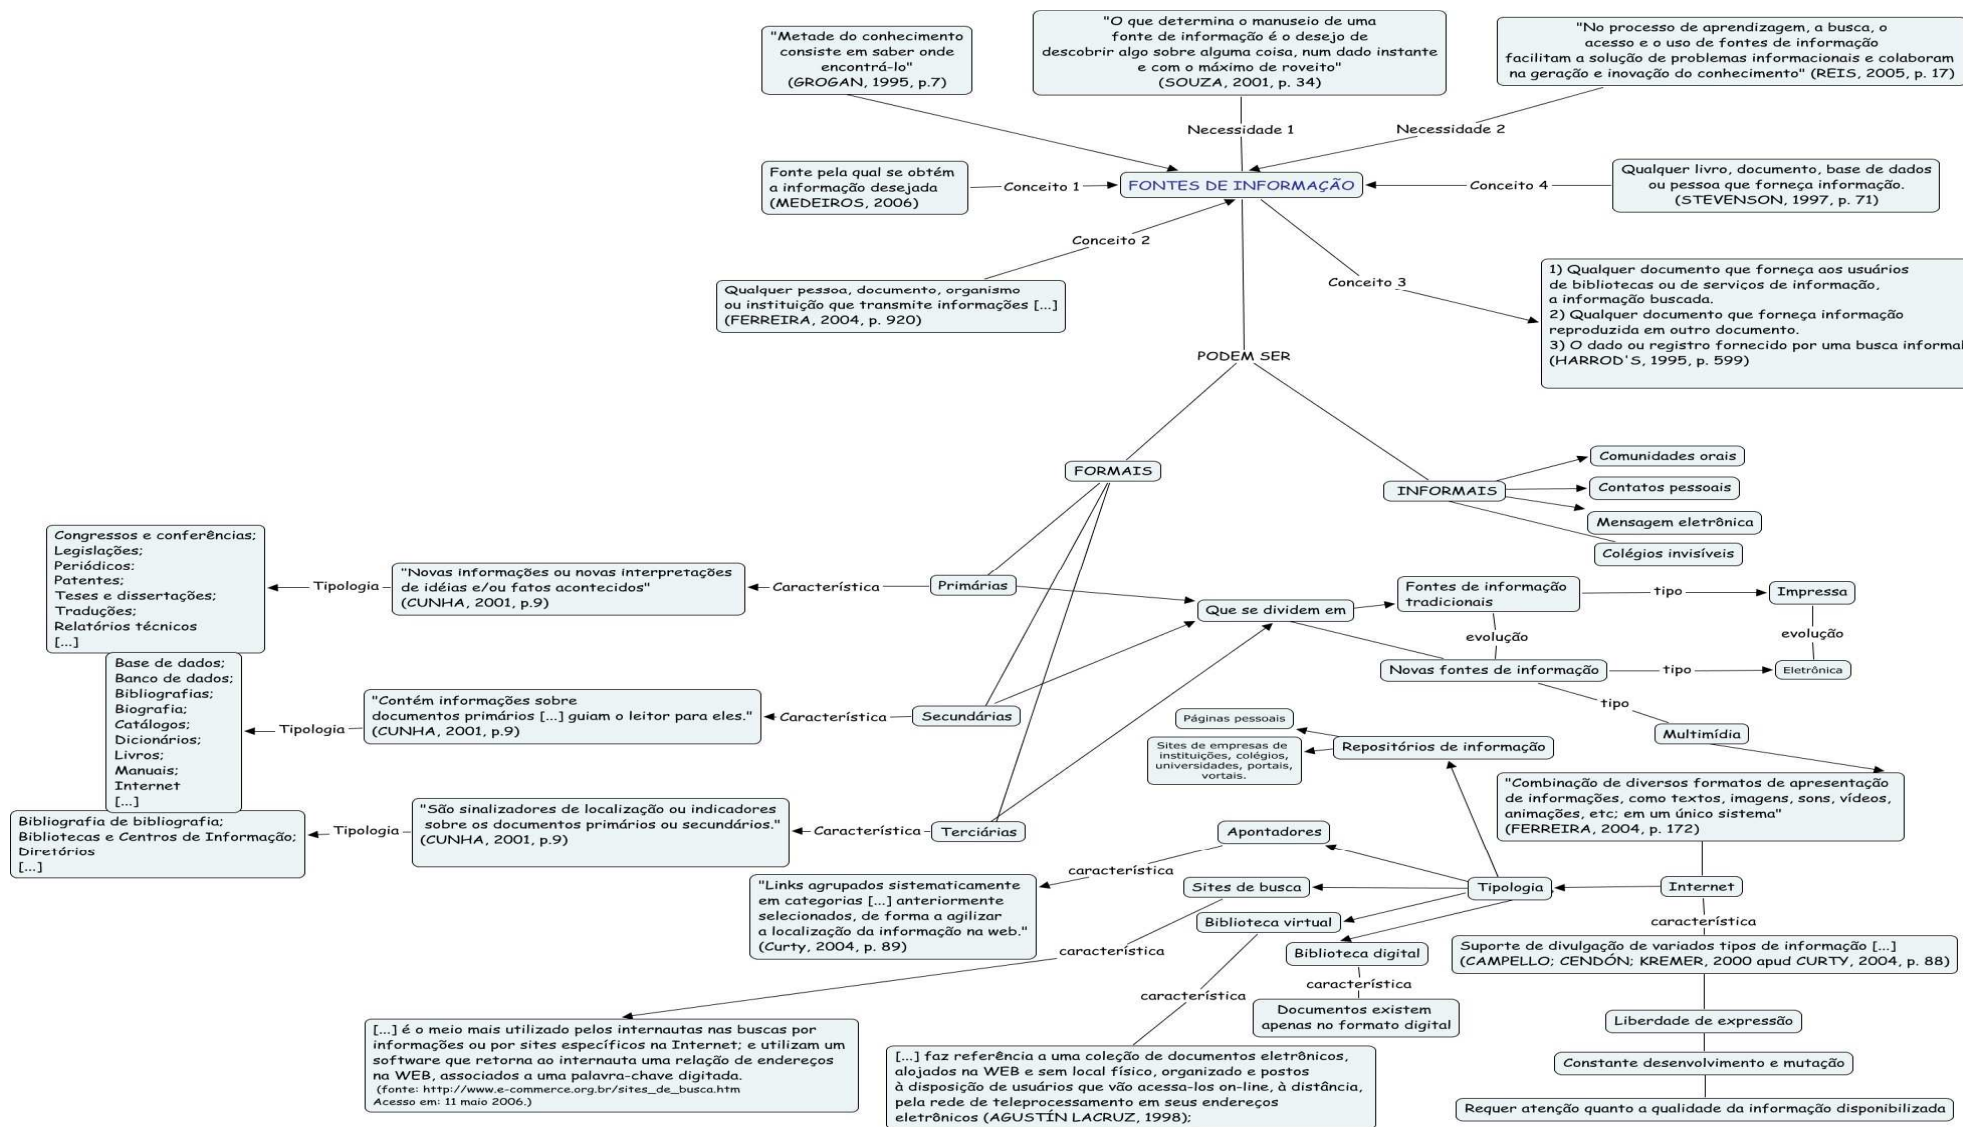 "Metade do conhecimento
consiste em saber onde
encontrá-lo"
(GROGAN, 1995, p.7)
"O que determina o manuseio de uma
fonte de informação é o desejo de
descobrir algo sobre alguma coisa, num dado instante
e com o máximo de roveito"
(SOUZA, 2001, p. 34)
"No processo de aprendizagem, a busca, o
acesso e o uso de fontes de informação
facilitam a solução de problemas informacionais e colaboram
na geração e inovação do conhecimento" (REIS, 2005, p. 17)
Necessidade 1
Necessidade 2
Fonte pela qual se obtém
a informação desejada
(MEDEIROS, 2006)
Conceito 1
FONTES DE INFORMAÇÃO
Conceito 4
Qualquer livro, documento, base de dados
ou pessoa que forneça informação.
(STEVENSON, 1997, p. 71)
Conceito 2
Qualquer pessoa, documento, organismo
ou instituição que transmite informações [...]
(FERREIRA, 2004, p. 920)
Conceito 3
1) Qualquer documento que forneça aos usuários
de bibliotecas ou de serviços de informação,
a informação buscada.
2) Qualquer documento que forneça informação
reproduzida em outro documento.
3) O dado ou registro fornecido por uma busca informal
(HARROD'S, 1995, p. 599)
PODEM SER
FORMAIS
INFORMAIS
Comunidades orais
Contatos pessoais
Mensagem eletrônica
Colégios invisíveis
Congressos e conferências;
Legislações;
Periódicos:
Patentes;
Teses e dissertações;
Traduções;
Relatórios técnicos
[...]
Tipologia
"Novas informações ou novas interpretações
de idéias e/ou fatos acontecidos"
(CUNHA, 2001, p.9)
Característica
Primárias
Que se dividem em
Fontes de informação
tradicionais
tipo
Impressa
evolução
evolução
Novas fontes de informação
tipo
Eletrônica
tipo
Multimídia
Base de dados;
Banco de dados;
Bibliografias;
Biografia;
Catálogos;
Dicionários;
Livros;
Manuais;
Internet
[...]
Tipologia
"Contém informações sobre
documentos primários [...] guiam o leitor para eles."
(CUNHA, 2001, p.9)
Característica
Secundárias
Páginas pessoais
Sites de empresas de
instituições, colégios,
universidades, portais,
vortais.
Repositórios de informação
"Combinação de diversos formatos de apresentação
de informações, como textos, imagens, sons, vídeos,
animações, etc; em um único sistema"
(FERREIRA, 2004, p. 172)
Bibliografia de bibliografia;
Bibliotecas e Centros de Informação;
Diretórios
[...]
Tipologia
"São sinalizadores de localização ou indicadores
sobre os documentos primários ou secundários."
(CUNHA, 2001, p.9)
Característica
Terciárias
Apontadores
característica
"Links agrupados sistematicamente
em categorias [...] anteriormente
selecionados, de forma a agilizar
a localização da informação na web."
(Curty, 2004, p. 89)
Sites de busca
Tipologia
Internet
Biblioteca virtual
característica
Biblioteca digital
característica
Suporte de divulgação de variados tipos de informação [...]
(CAMPELLO; CENDÓN; KREMER, 2000 apud CURTY, 2004, p. 88)
característica
característica
Documentos existem
apenas no formato digital
Liberdade de expressão
Constante desenvolvimento e mutação
Requer atenção quanto a qualidade da informação disponibilizada
[...] é o meio mais utilizado pelos internautas nas buscas por
informações ou por sites específicos na Internet; e utilizam um
software que retorna ao internauta uma relação de endereços
na WEB, associados a uma palavra-chave digitada.
(fonte: http://www.e-commerce.org.br/sites_de_busca.htm
Acesso em: 11 maio 2006.)
[...] faz referência a uma coleção de documentos eletrônicos,
alojados na WEB e sem local físico, organizado e postos
à disposição de usuários que vão acessa-los on-line, à distância,
pela rede de teleprocessamento em seus endereços
eletrônicos (AGUSTÍN LACRUZ, 1998);